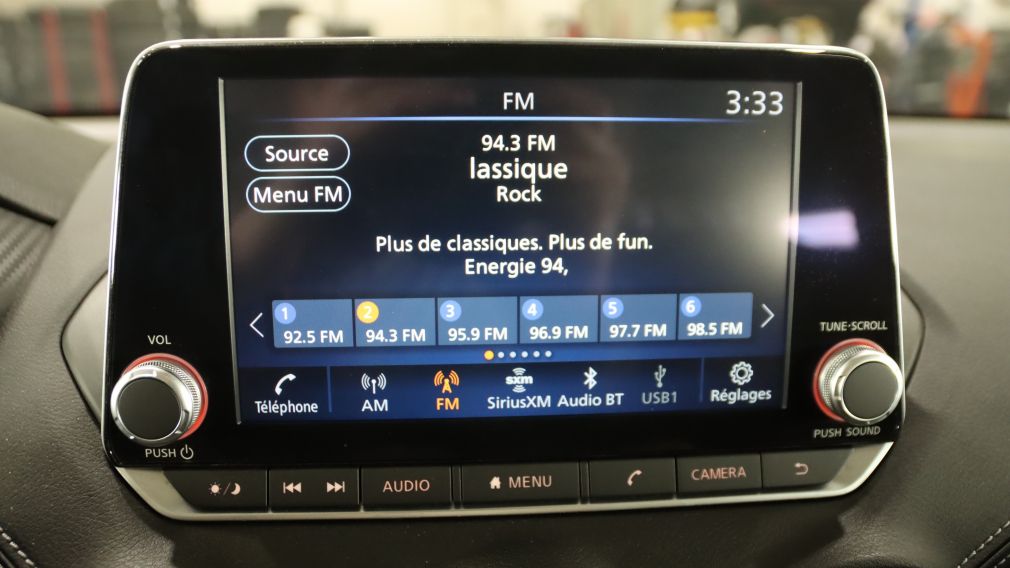 FM 3:33
Source
Menu FM
94.3 FM
lassique
Rock
Plus de classiques. Plus de fun.
Energie 94,
1 2 3 4 5 6
92.5 FM 94.3 FM 95.9 FM 96.9 FM 97.7 FM 98.5 FM
Téléphone AM FM sxm SiriusXM Audio BT USB1 Réglages
VOL
PUSH
TUNE·SCROLL
PUSH SOUND
AUDIO MENU CAMERA